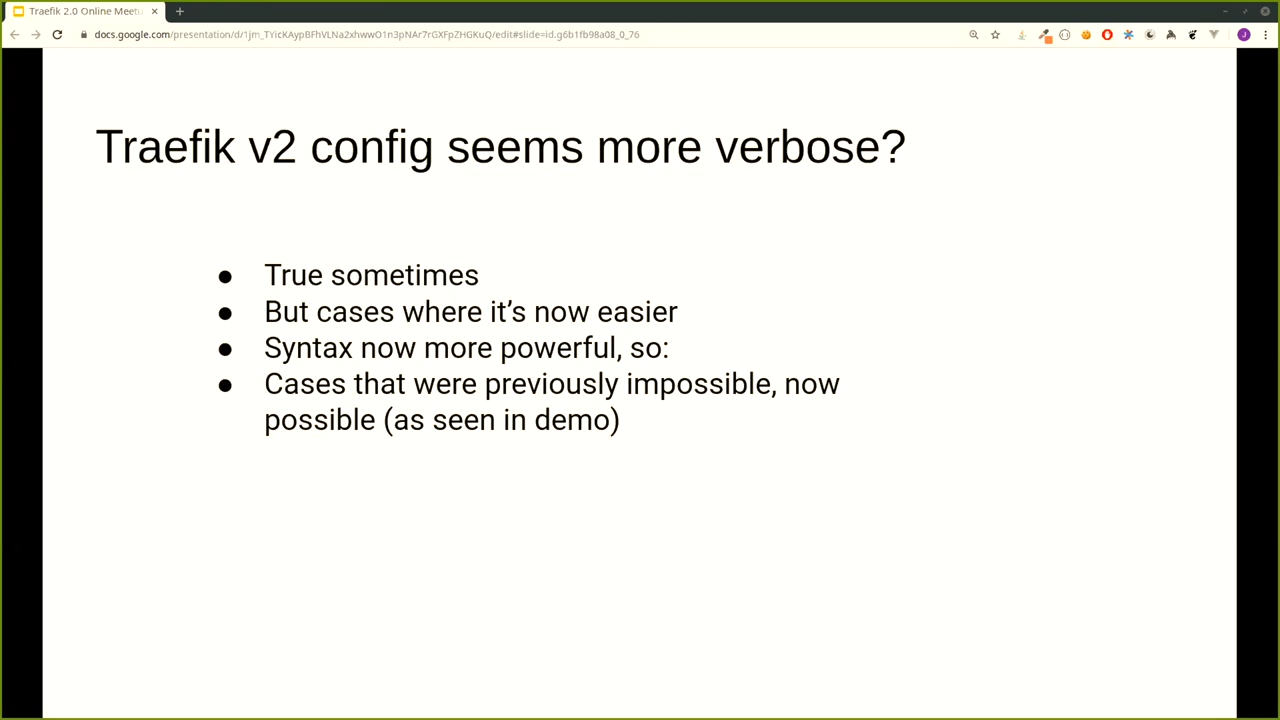 Traefik 2.0 Online Meetu
docs.google.com/presentation/d/1jm_TYicKAypBFhVLNa2xhwwO1n3pNAr7rGXFpZHGKuQ/edit#slide=id.g6b1fb98a08_0_76
J
Traefik v2 config seems more verbose?
● True sometimes
● But cases where it’s now easier
● Syntax now more powerful, so:
● Cases that were previously impossible, now
possible (as seen in demo)